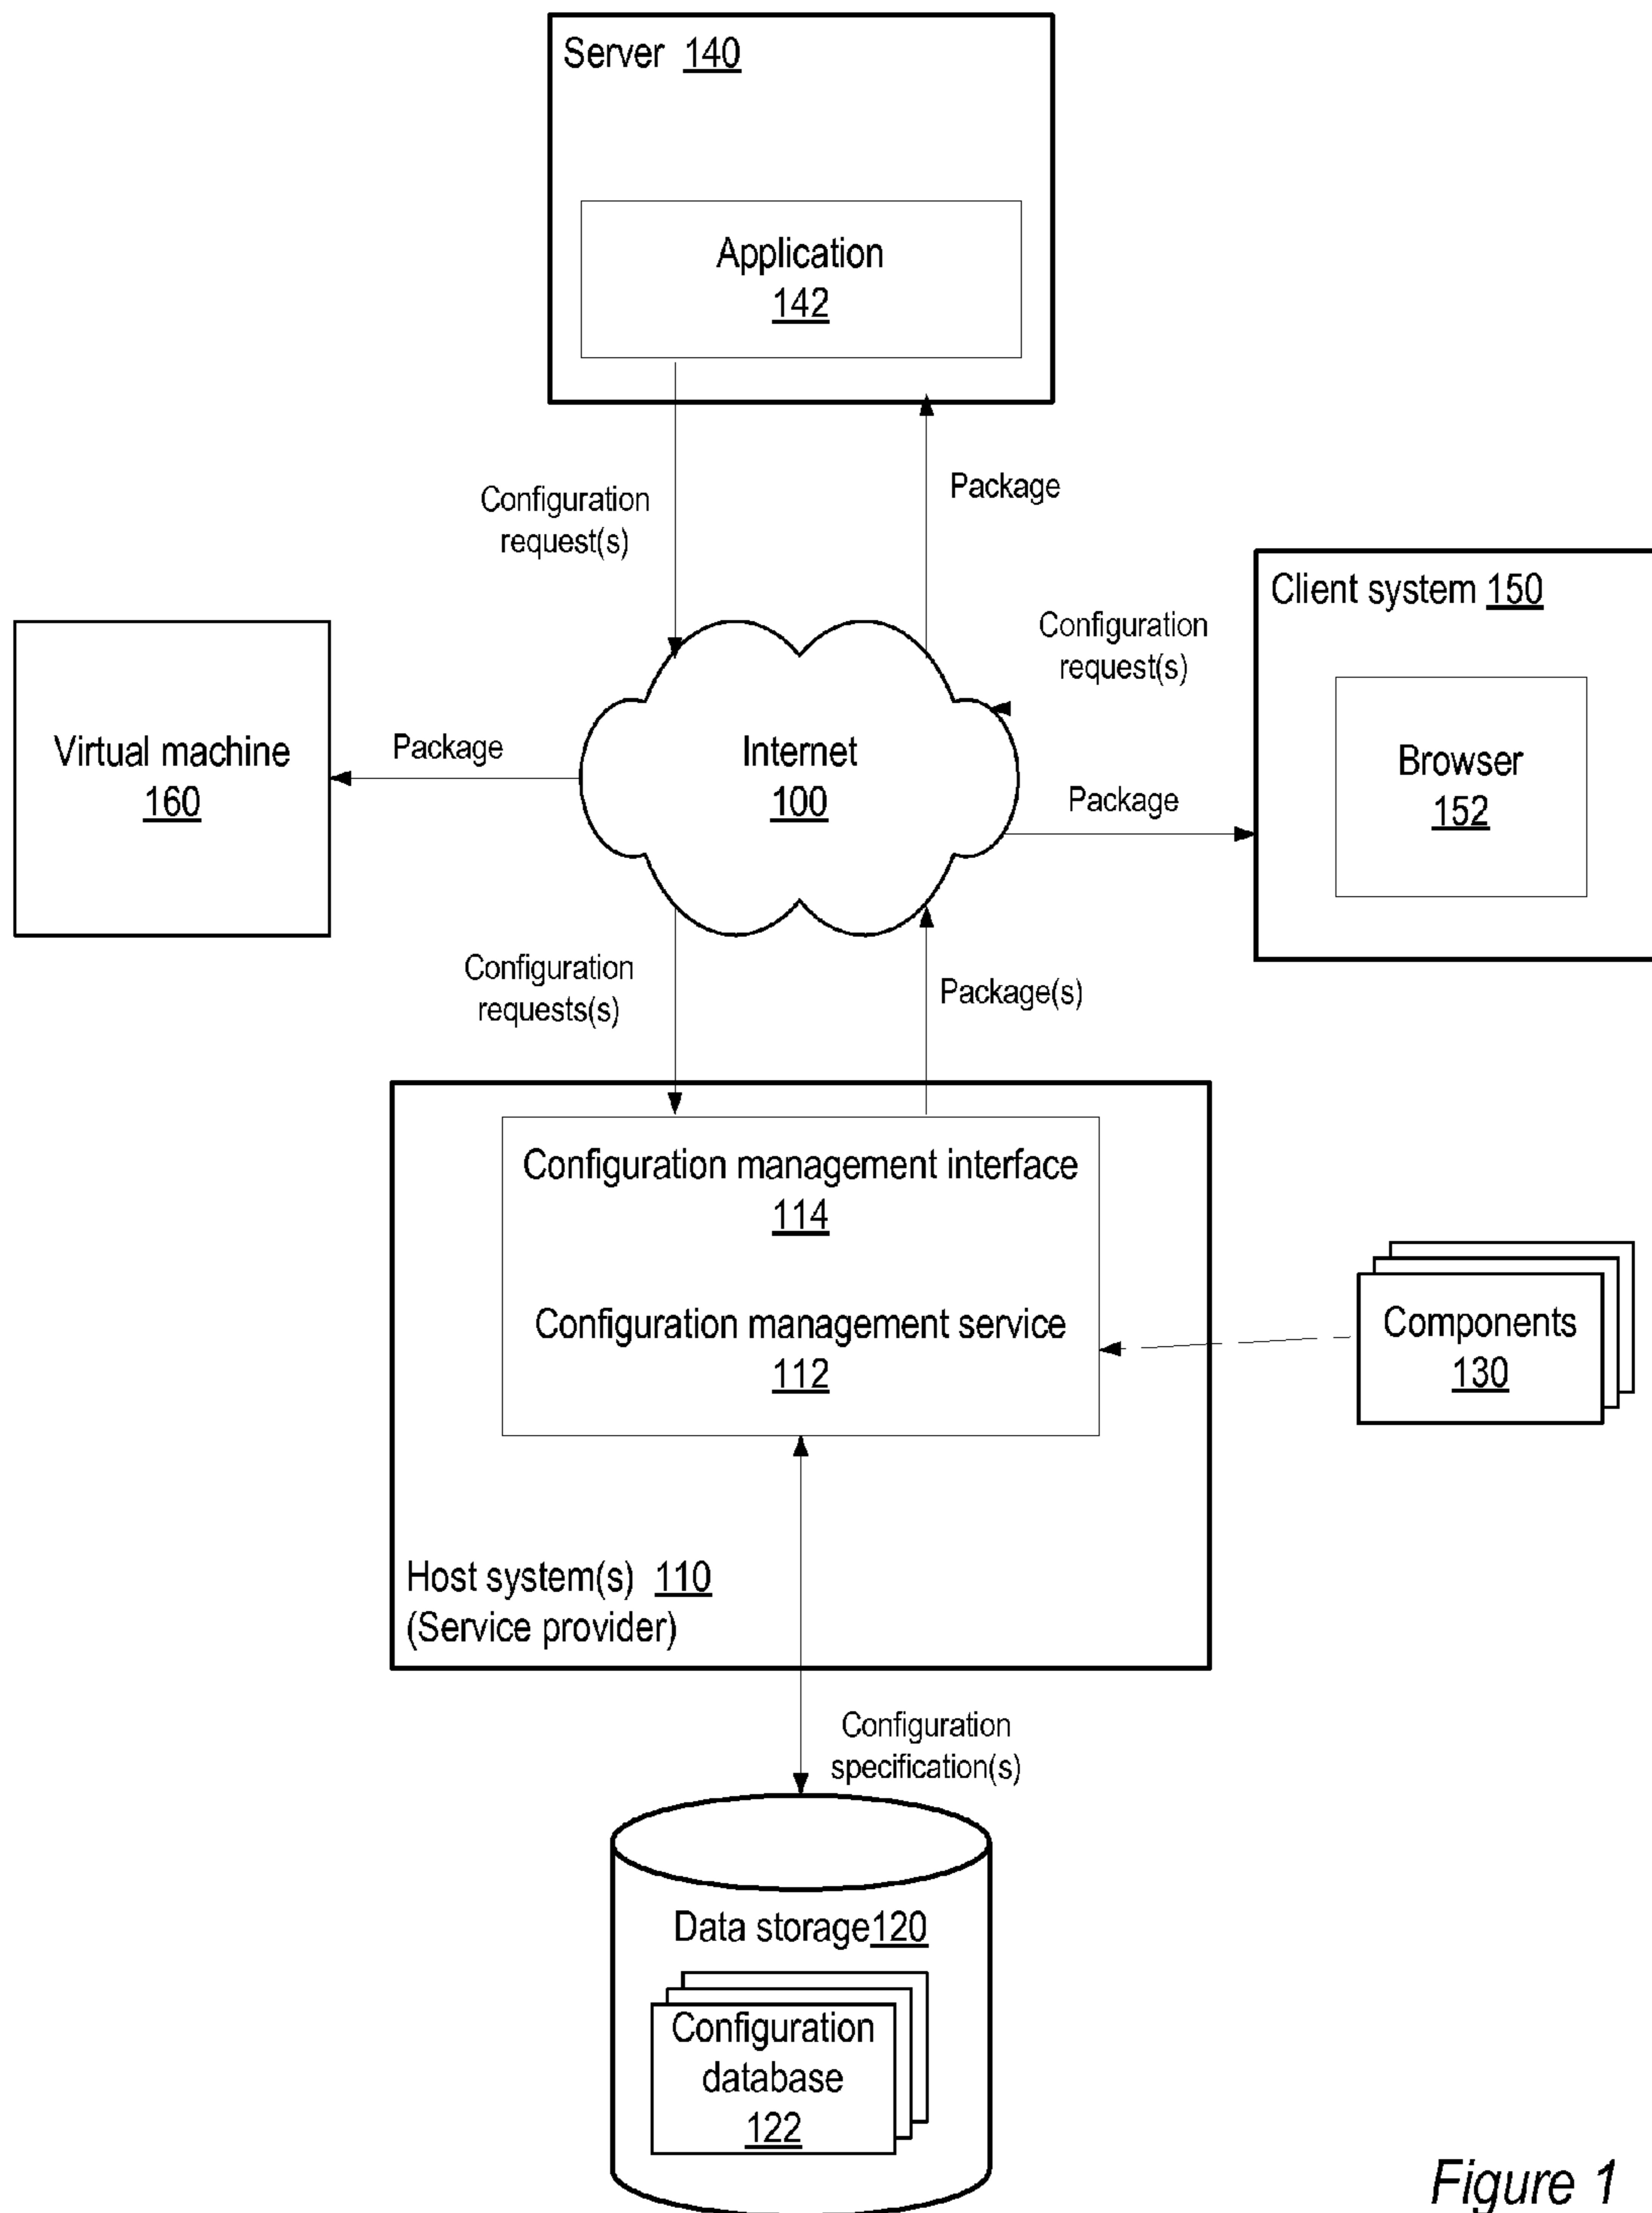 Server 140
Application
142
Configuration
request(s)
Package
Client system 150
Configuration
request(s)
Virtual machine
160
Package
Internet
100
Browser
152
Package
Configuration
requests(s)
Package(s)
Configuration management interface
114
Configuration management service
112
Components
130
Host system(s) 110
(Service provider)
Configuration
specification(s)
Data storage120
Configuration
database
122
Figure 1